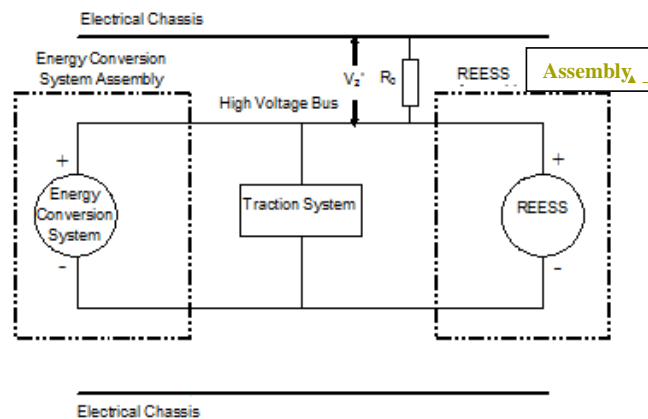 Electrical Chassis
Energy Conversion
System Assembly
V₂'
R₀
REESS
Assembly
High Voltage Bus
+
Energy
Conversion
System
-
Traction System
+
REESS
-
Electrical Chassis